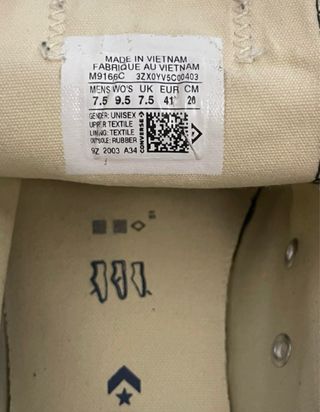 MADE IN VIETNAM
FABRIQUE AU VIETNAM
M9166C 3ZX0YV5C00403
MENS WO'S UK EUR CM
7.5 9.5 7.5 41 26
GENDER: UNISEX
UPPER: TEXTILE
LINING: TEXTILE
OUTSOLE: RUBBER
9Z 2003 A34
CONVERSE